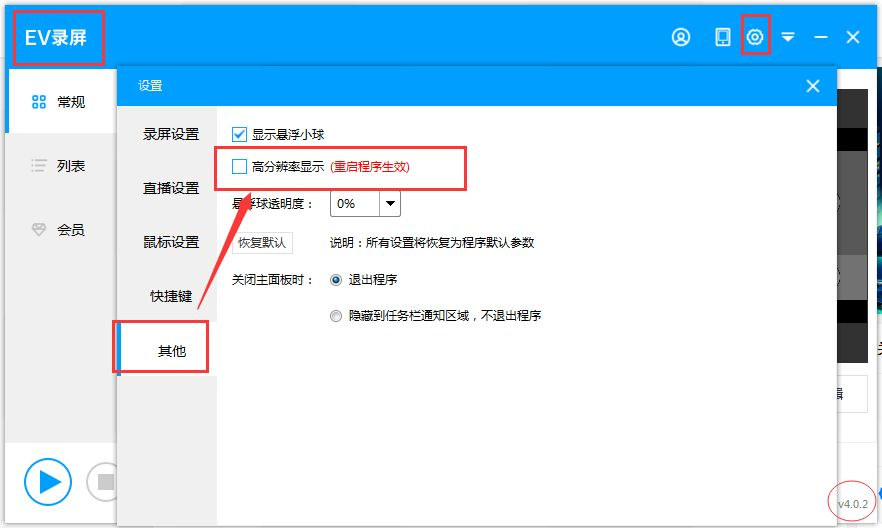 EV录屏
设置
常规
列表
会员
录屏设置
直播设置
鼠标设置
快捷键
其他
显示悬浮小球
高分辨率显示 (重启程序生效)
悬浮球透明度： 0%
恢复默认 说明：所有设置将恢复为程序默认参数
关闭主面板时： 退出程序
隐藏到任务栏通知区域，不退出程序
v4.0.2